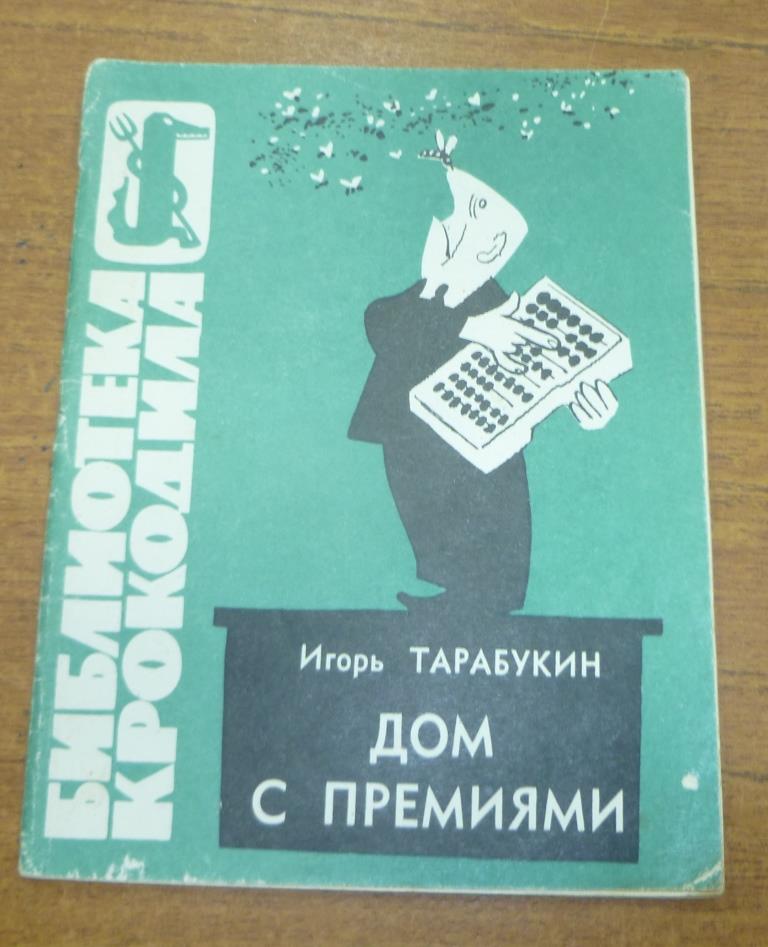 БИБЛИОТЕКА
КРОКОДИЛА
Игорь ТАРАБУКИН
ДОМ
С ПРЕМИЯМИ